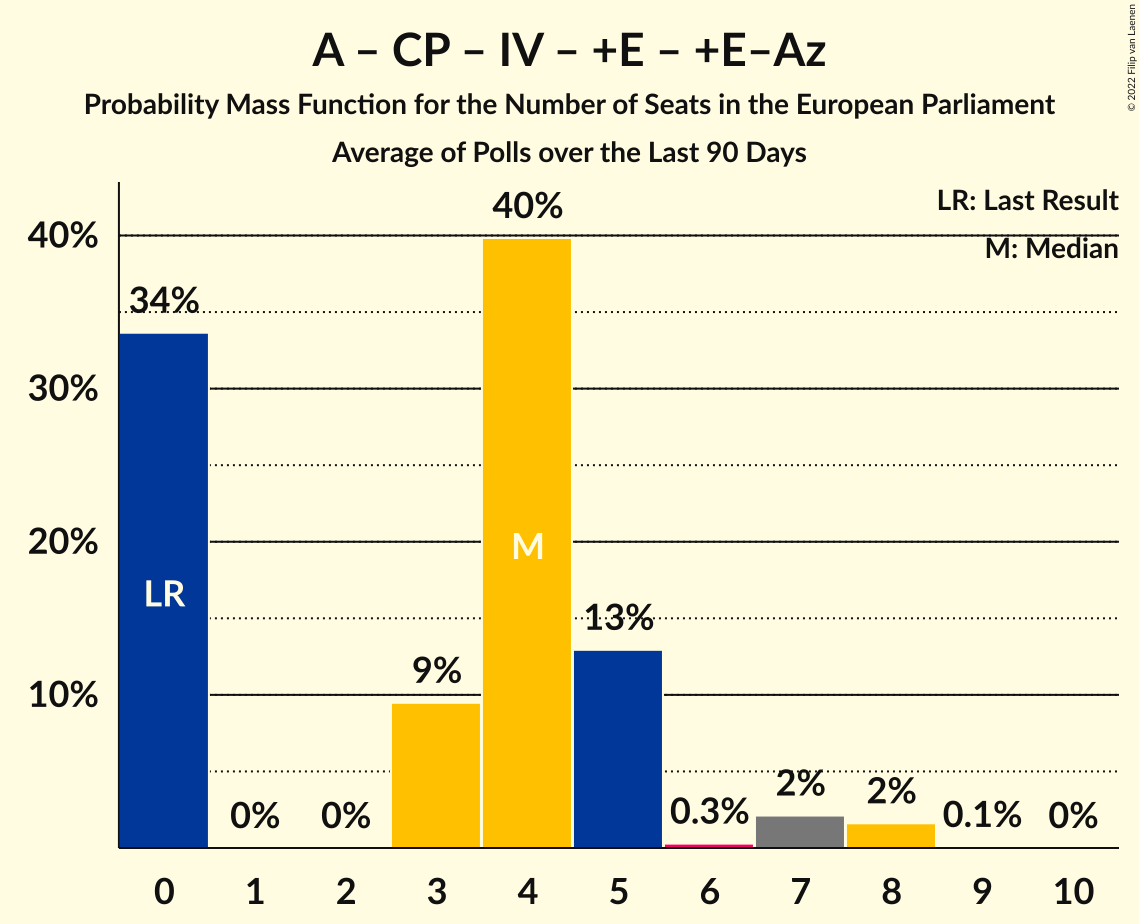 A – CP – IV – +E – +E–Az
Probability Mass Function for the Number of Seats in the European Parliament
Average of Polls over the Last 90 Days
© 2022 Filip van Laenen
LR: Last Result
M: Median
40%
30%
20%
10%
34%
0%
0%
9%
40%
13%
0.3%
2%
2%
0.1%
0%
LR
M
0 1 2 3 4 5 6 7 8 9 10